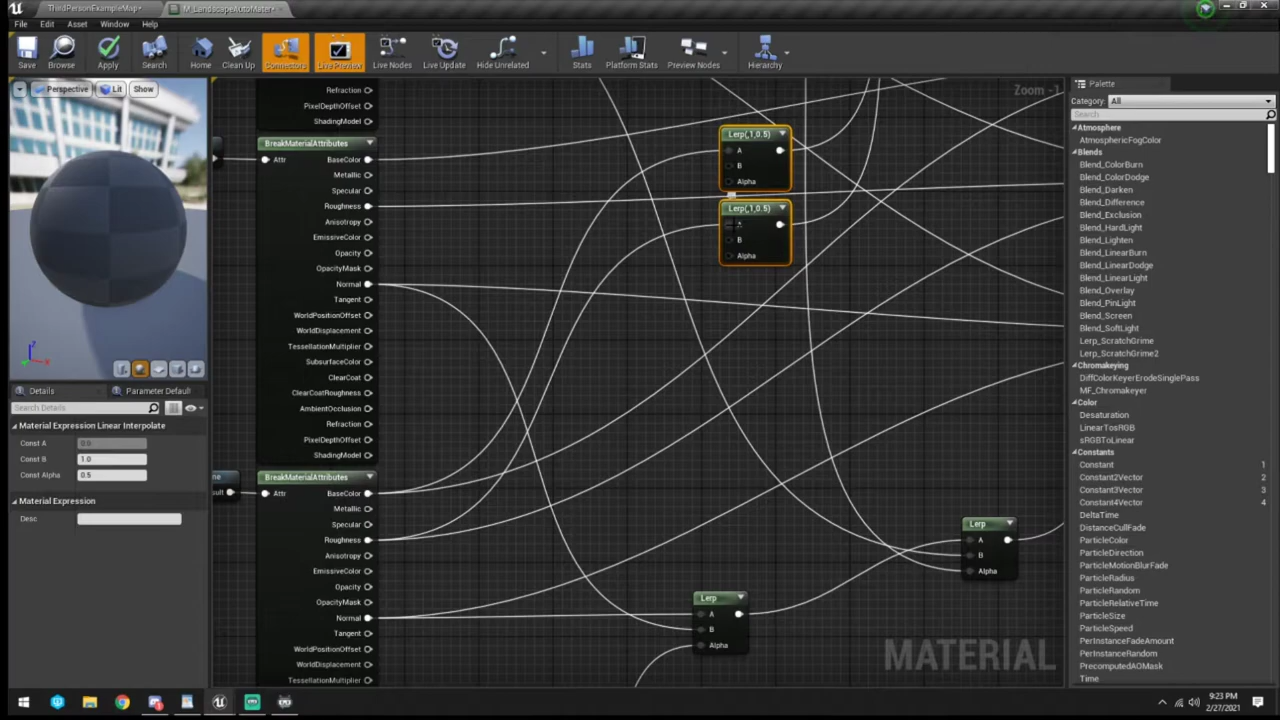 ThirdPersonExampleMap*
M_LandscapeAutoMater*
File Edit Asset Window Help
Save Browse Apply Search Home Clean Up Connectors Live Preview Live Nodes Live Update Hide Unrelated Stats Platform Stats Preview Nodes Hierarchy
Perspective Lit Show
Zoom -1
Refraction
PixelDepthOffset
ShadingModel
BreakMaterialAttributes
Attr
BaseColor
Metallic
Specular
Roughness
Anisotropy
EmissiveColor
Opacity
OpacityMask
Normal
Tangent
WorldPositionOffset
WorldDisplacement
TessellationMultiplier
SubsurfaceColor
ClearCoat
ClearCoatRoughness
AmbientOcclusion
Refraction
PixelDepthOffset
ShadingModel
BreakMaterialAttributes
Attr
BaseColor
Metallic
Specular
Roughness
Anisotropy
EmissiveColor
Opacity
OpacityMask
Normal
Tangent
WorldPositionOffset
WorldDisplacement
TessellationMultiplier
Lerp(,1,0.5)
A
B
Alpha
Lerp(,1,0.5)
A
B
Alpha
Lerp
A
B
Alpha
Lerp
A
B
Alpha
MATERIAL
Details
Parameter Default
Search Details
Material Expression Linear Interpolate
Const A 0.0
Const B 1.0
Const Alpha 0.5
Material Expression
Desc
Palette
Category: All
Search
Atmosphere
AtmosphericFogColor
Blends
Blend_ColorBurn
Blend_ColorDodge
Blend_Darken
Blend_Difference
Blend_Exclusion
Blend_HardLight
Blend_Lighten
Blend_LinearBurn
Blend_LinearDodge
Blend_LinearLight
Blend_Overlay
Blend_PinLight
Blend_Screen
Blend_SoftLight
Lerp_ScratchGrime
Lerp_ScratchGrime2
Chromakeying
DiffColorKeyerErodeSinglePass
MF_Chromakeyer
Color
Desaturation
LinearTosRGB
sRGBToLinear
Constants
Constant 1
Constant2Vector 2
Constant3Vector 3
Constant4Vector 4
DeltaTime
DistanceCullFade
ParticleColor
ParticleDirection
ParticleMotionBlurFade
ParticleRadius
ParticleRandom
ParticleRelativeTime
ParticleSize
ParticleSpeed
PerInstanceFadeAmount
PerInstanceRandom
PrecomputedAOMask
Time
9:23 PM
2/27/2021